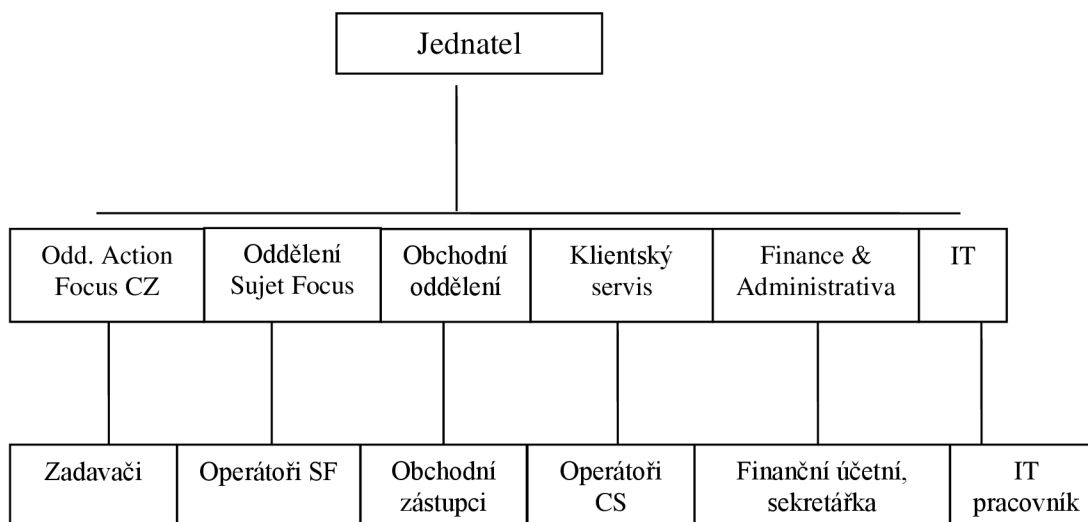 Jednatel
Odd. Action
Focus CZ
Oddělení
Sujet Focus
Obchodní
oddělení
Klientský
servis
Finance &
Administrativa
IT
Zadavači
Operátoři SF
Obchodní
zástupci
Operátoři
CS
Finanční účetní,
sekretářka
IT
pracovník